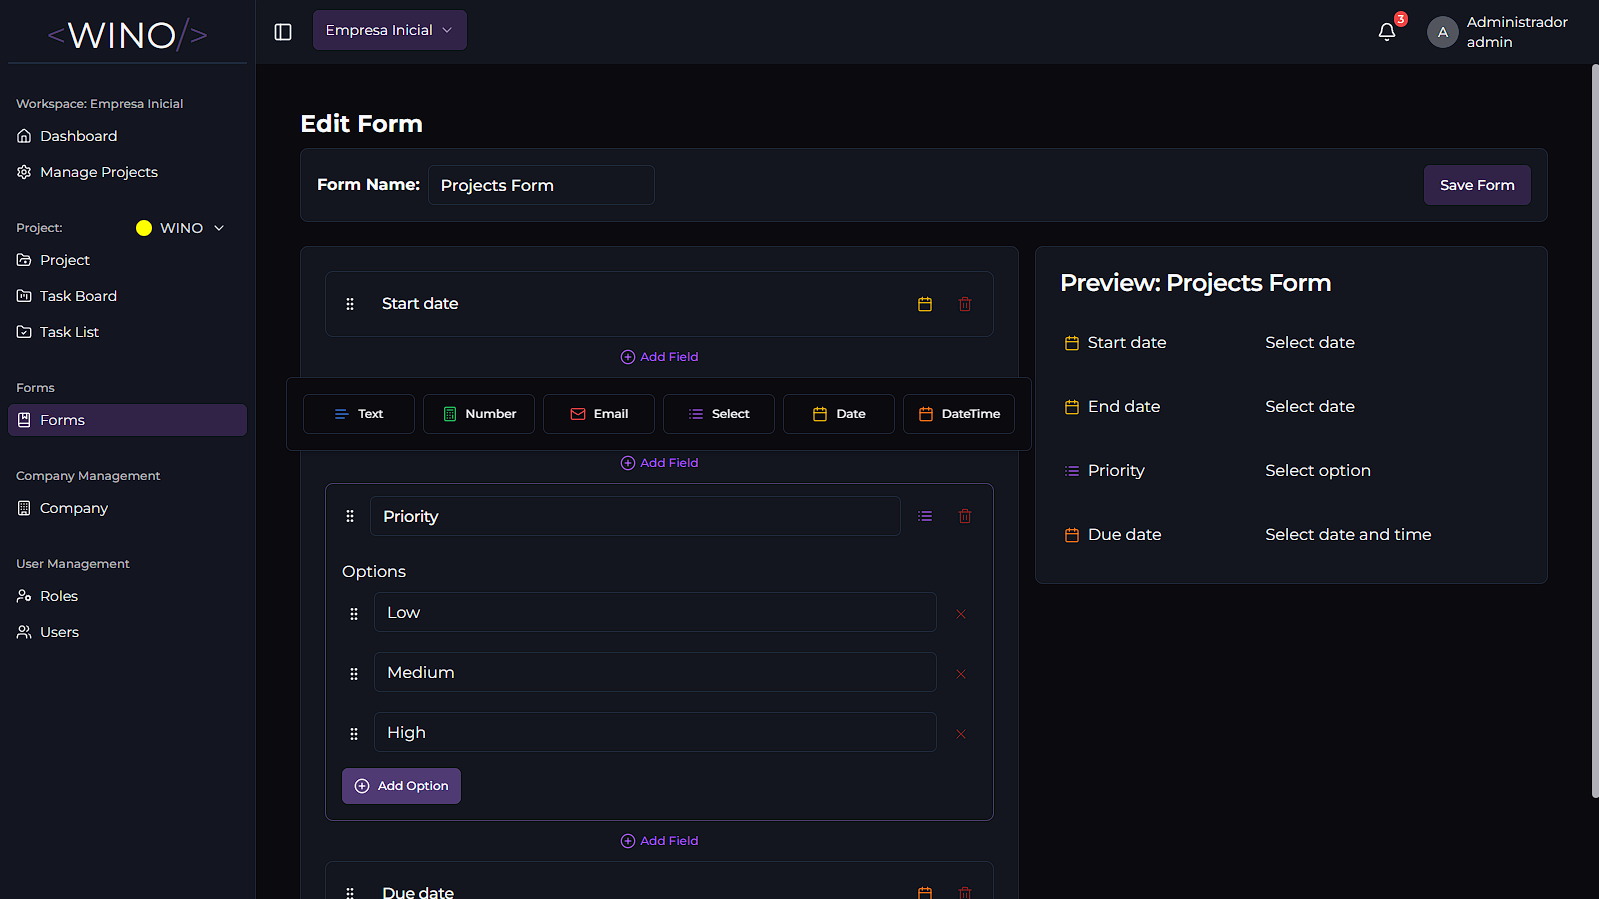 <WINO/>
Empresa Inicial
3
A
Administrador
admin
Workspace: Empresa Inicial
Dashboard
Manage Projects
Project:
WINO
Project
Task Board
Task List
Forms
Forms
Company Management
Company
User Management
Roles
Users
Edit Form
Form Name:
Projects Form
Save Form
Start date
Add Field
Text
Number
Email
Select
Date
DateTime
Add Field
Priority
Options
Low
Medium
High
Add Option
Add Field
Due date
Preview: Projects Form
Start date
Select date
End date
Select date
Priority
Select option
Due date
Select date and time